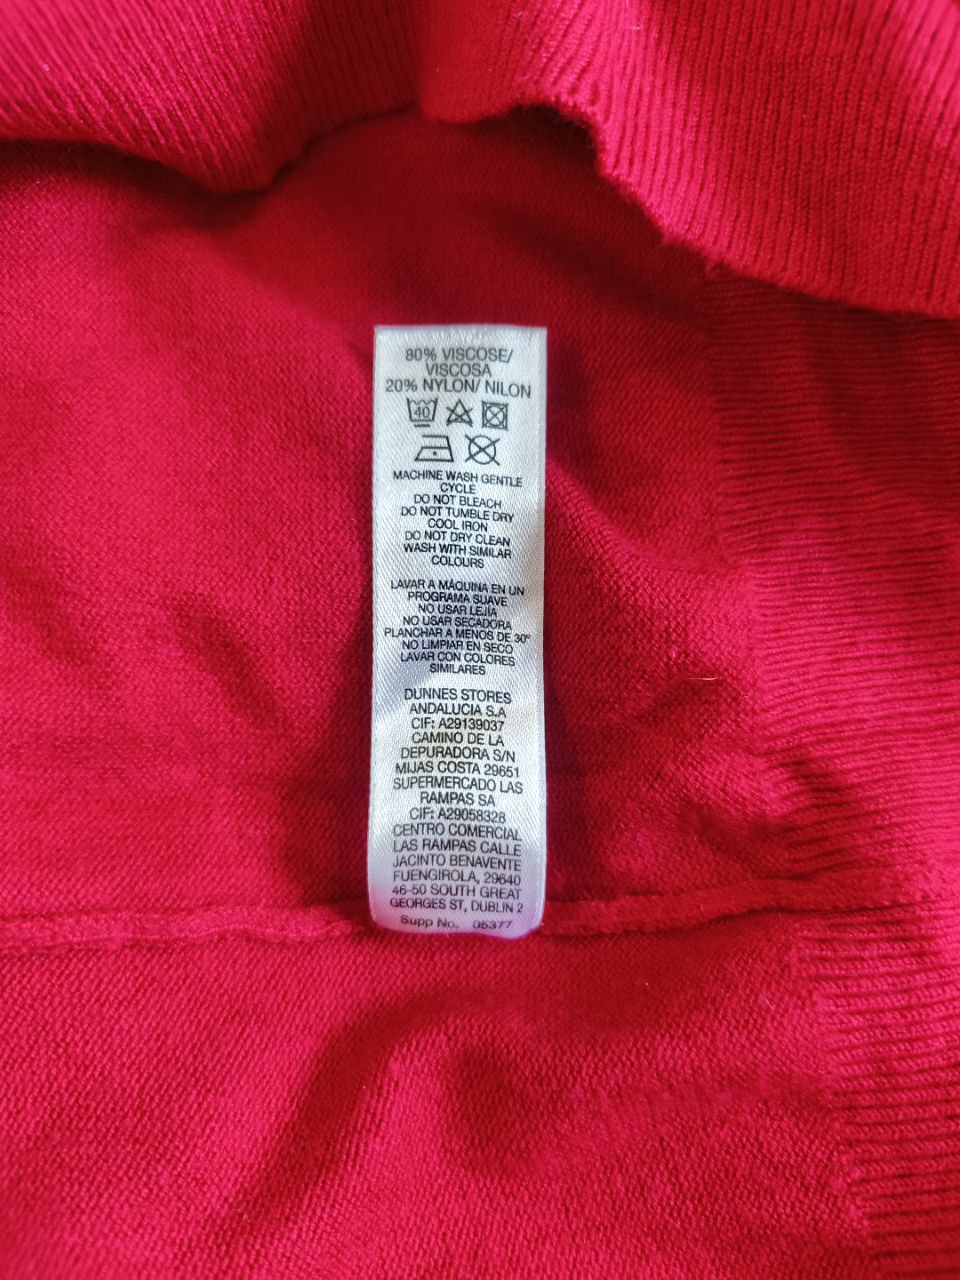 80% VISCOSE/
VISCOSA
20% NYLON/ NILON
40
MACHINE WASH GENTLE
CYCLE
DO NOT BLEACH
DO NOT TUMBLE DRY
COOL IRON
DO NOT DRY CLEAN
WASH WITH SIMILAR
COLOURS
LAVAR A MÁQUINA EN UN
PROGRAMA SUAVE
NO USAR LEJÍA
NO USAR SECADORA
PLANCHAR A MENOS DE 30°
NO LIMPIAR EN SECO
LAVAR CON COLORES
SIMILARES
DUNNES STORES
ANDALUCIA S.A
CIF: A29139037
CAMINO DE LA
DEPURADORA S/N
MIJAS COSTA 29651
SUPERMERCADO LAS
RAMPAS SA
CIF: A29058328
CENTRO COMERCIAL
LAS RAMPAS CALLE
JACINTO BENAVENTE
FUENGIROLA, 29640
46-50 SOUTH GREAT
GEORGES ST, DUBLIN 2
Supp No. 05377